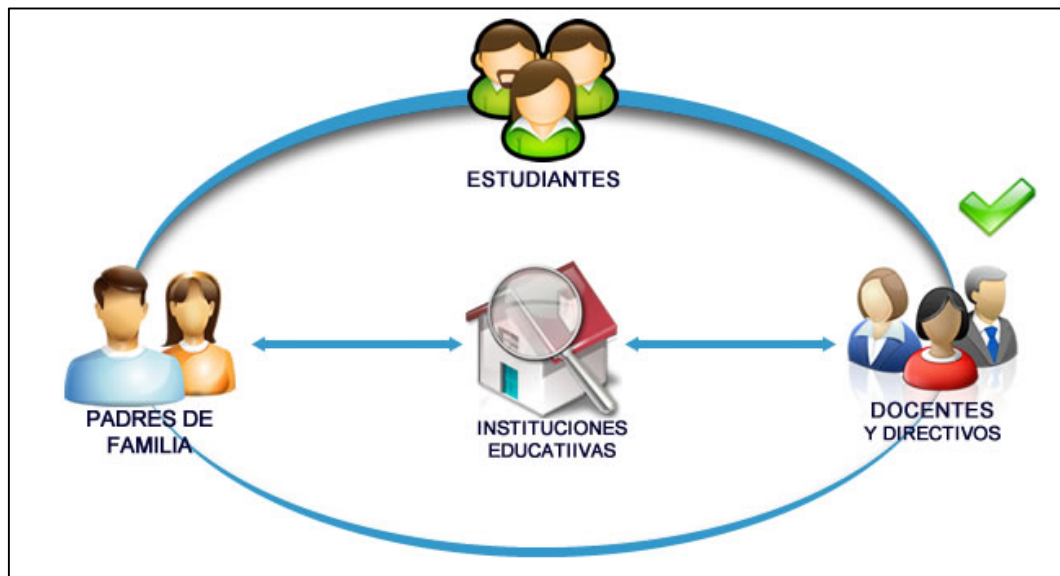 ESTUDIANTES
PADRES DE
FAMILIA
INSTITUCIONES
EDUCATIIVAS
DOCENTES
Y DIRECTIVOS